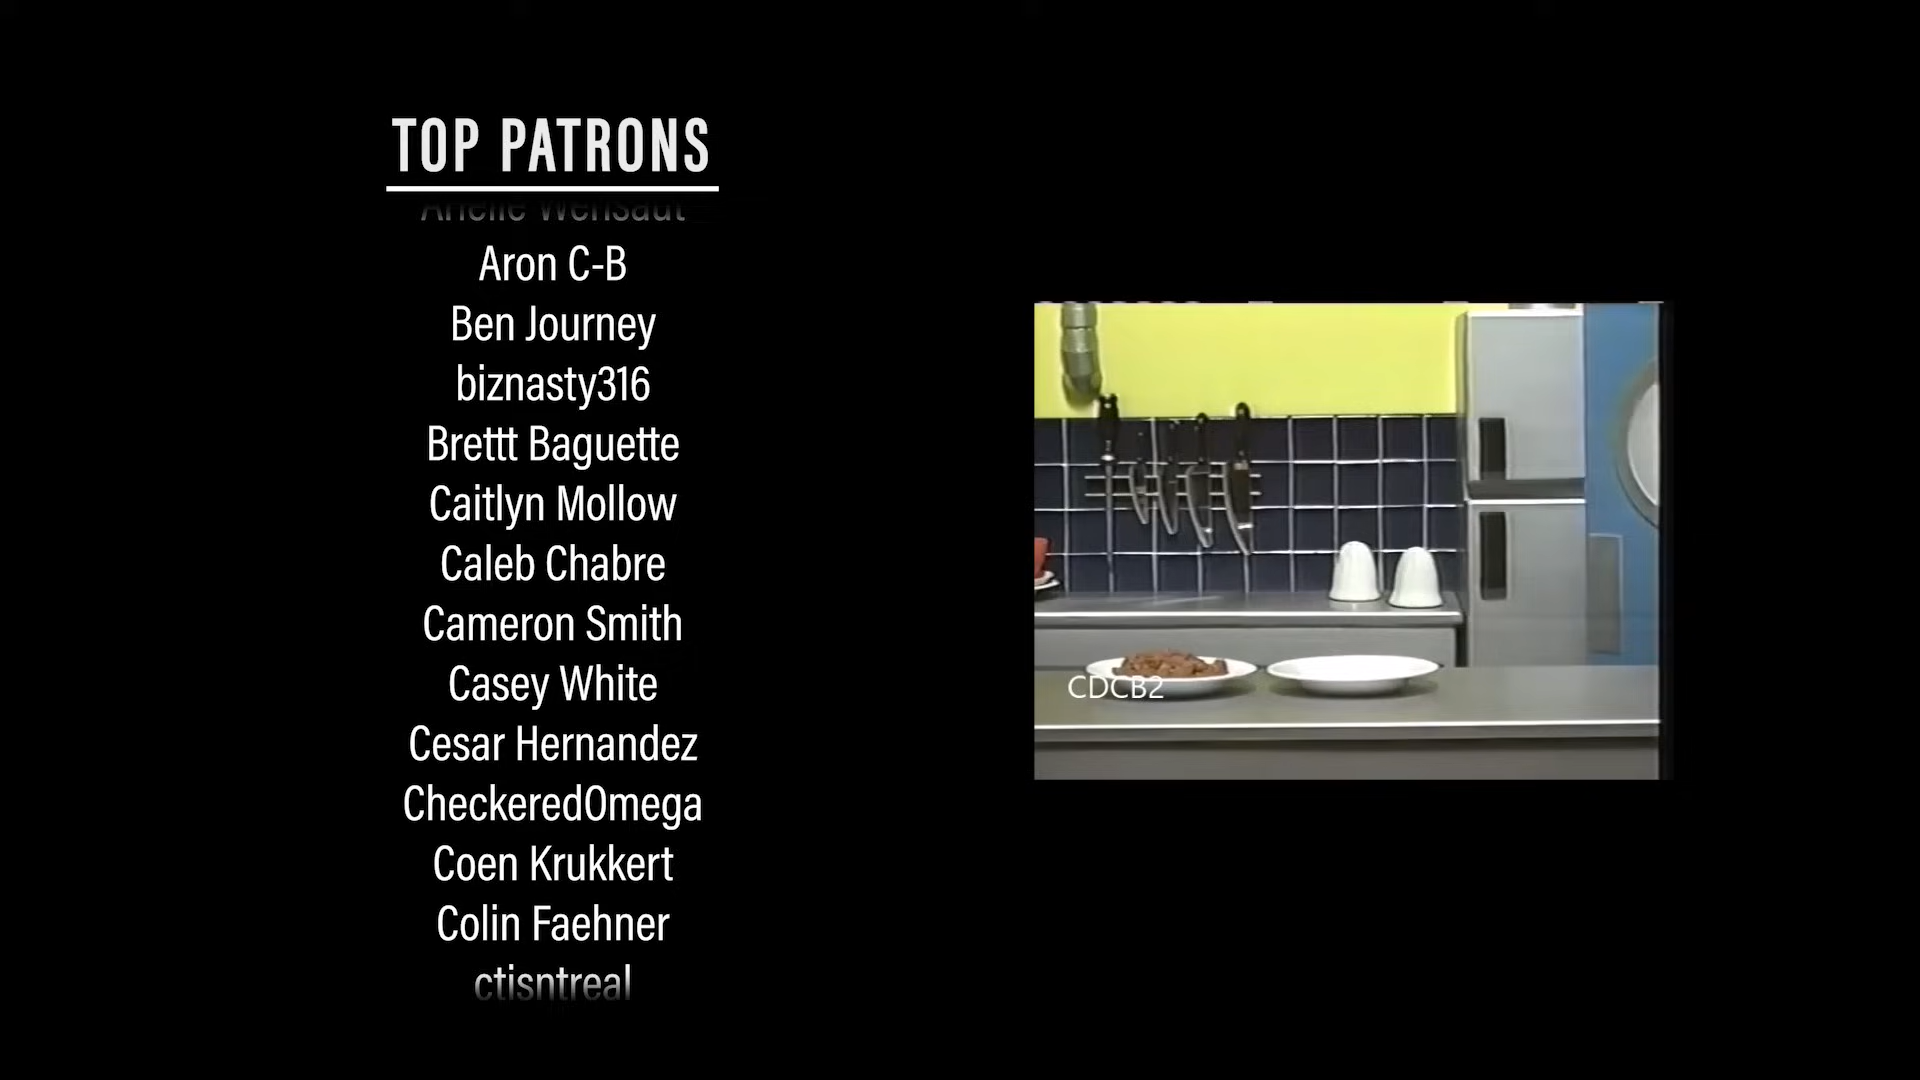 TOP PATRONS
Aron C-B
Ben Journey
biznasty316
Brettt Baguette
Caitlyn Mollow
Caleb Chabre
Cameron Smith
Casey White
Cesar Hernandez
CheckeredOmega
Coen Krukkert
Colin Faehner
ctisntreal
CDCB2